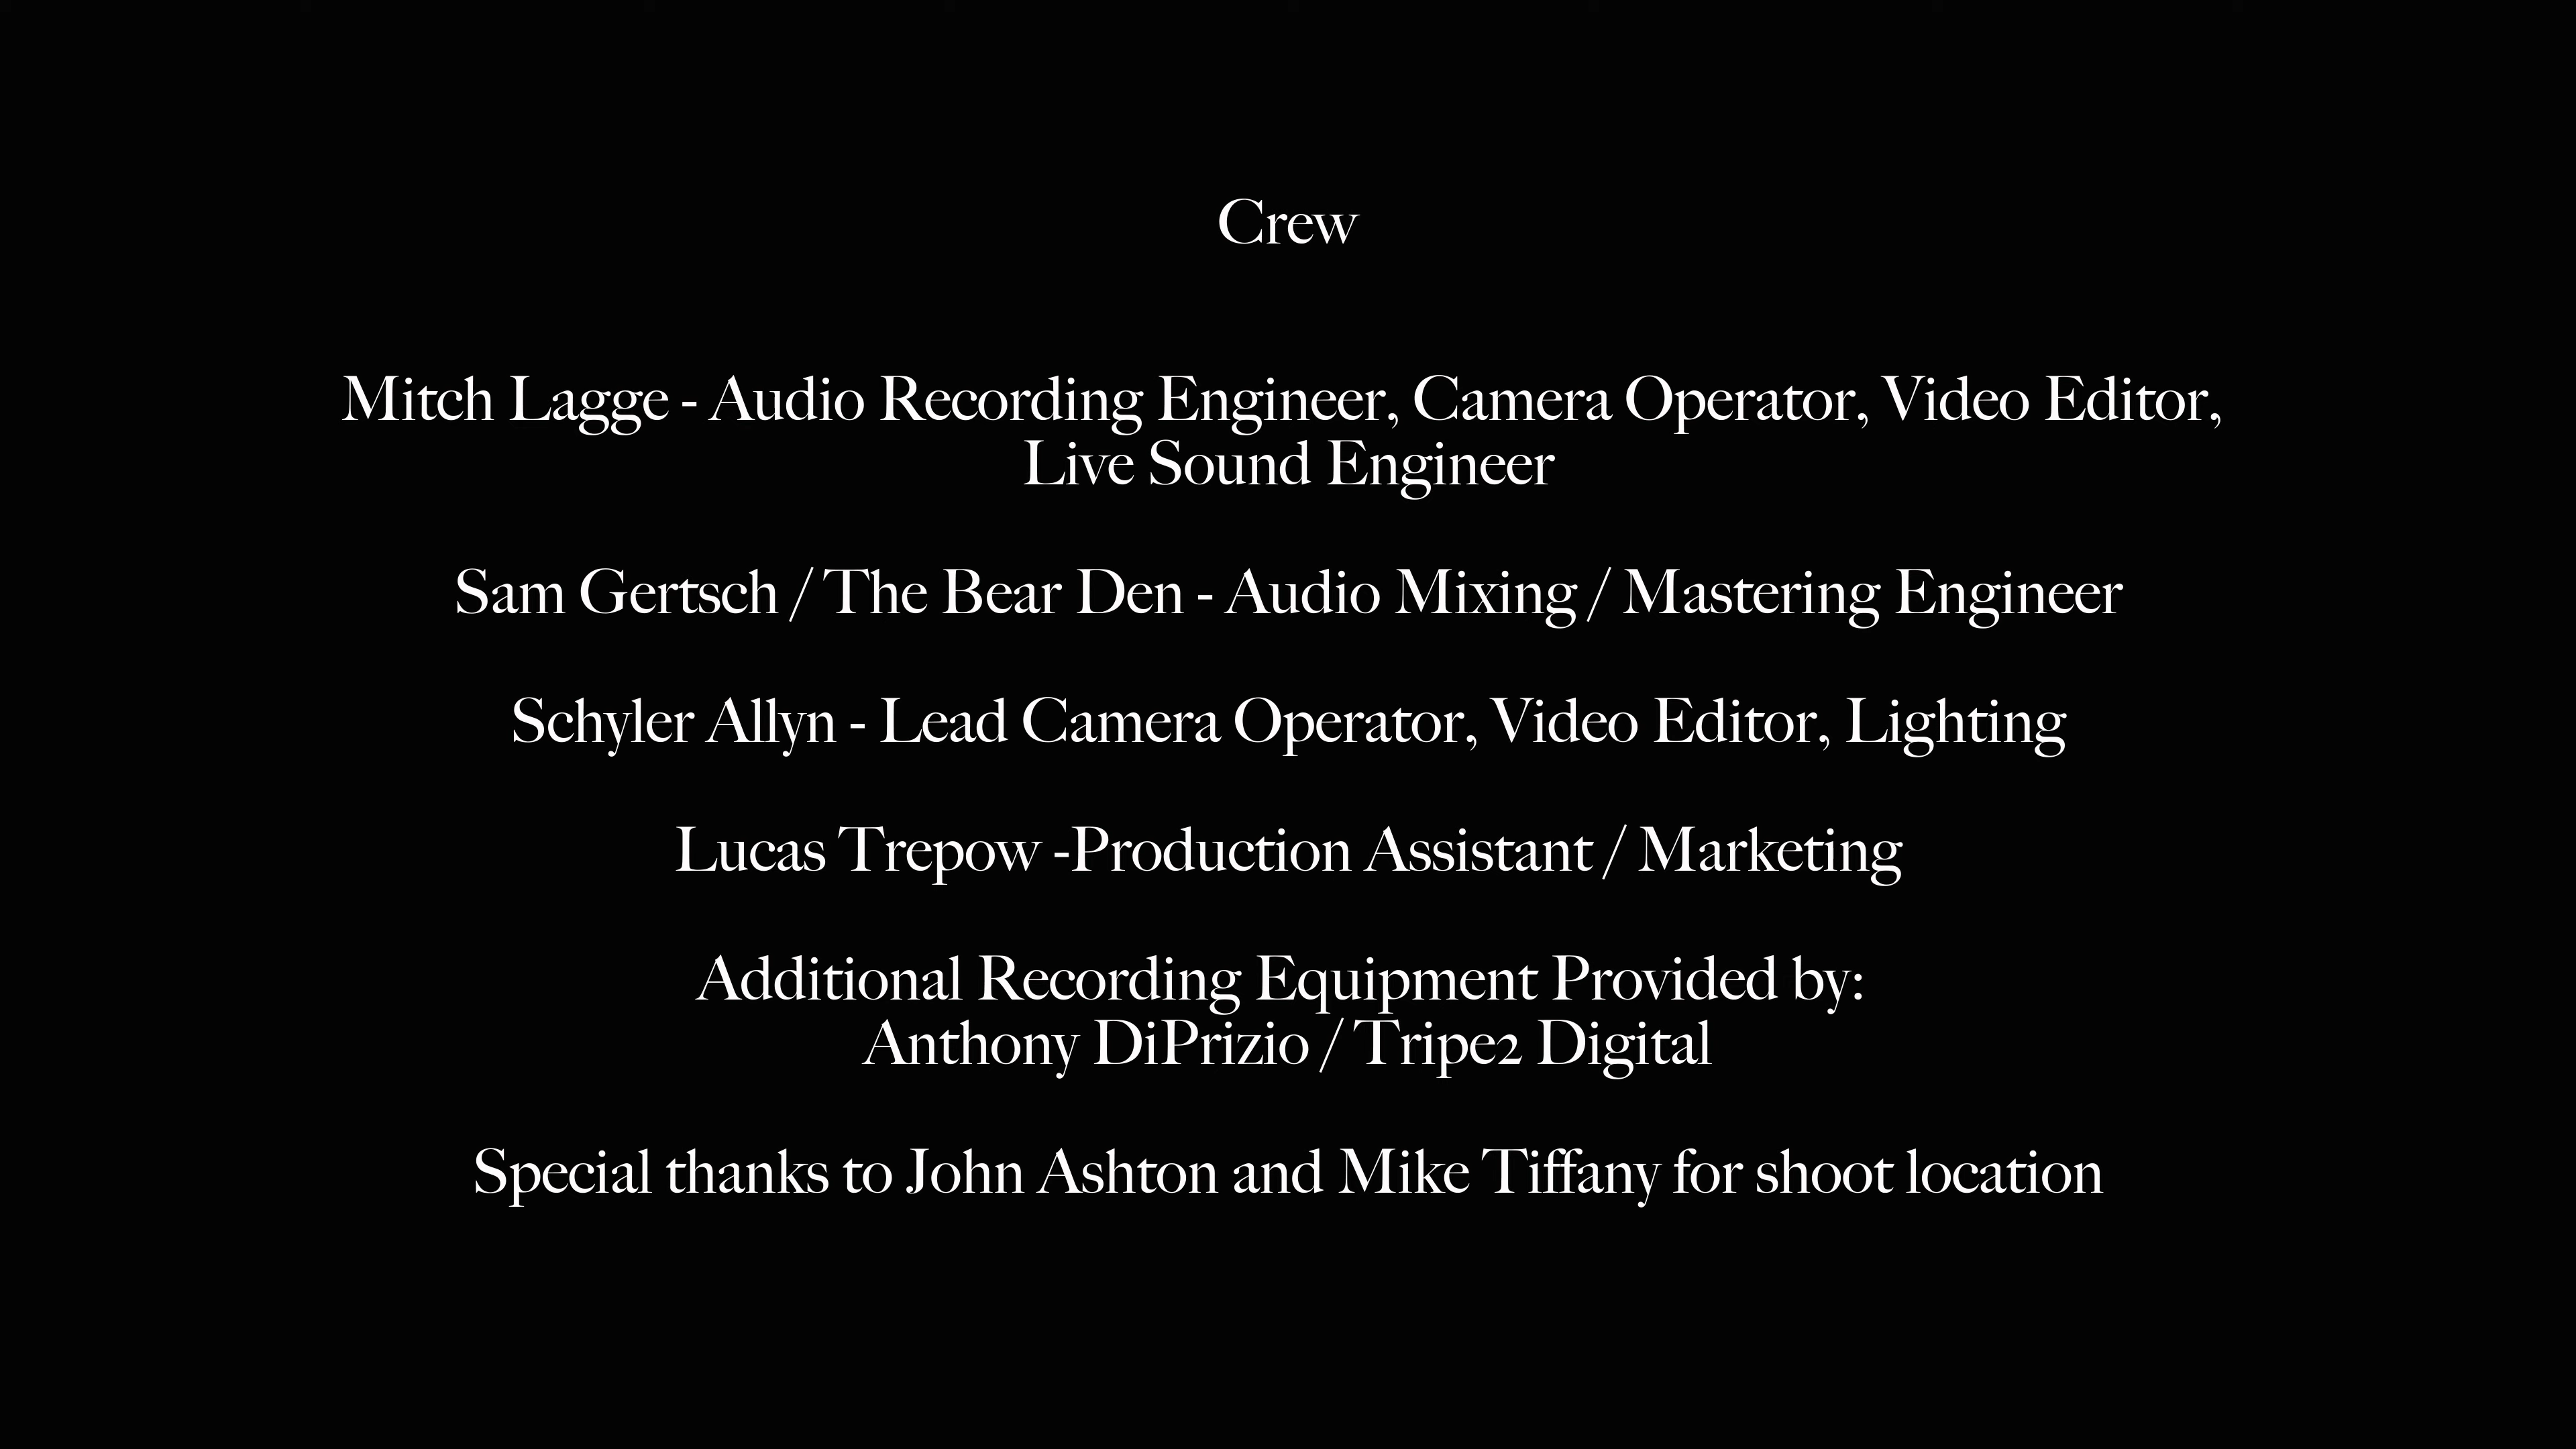 Crew
Mitch Lagge - Audio Recording Engineer, Camera Operator, Video Editor,
Live Sound Engineer
Sam Gertsch / The Bear Den - Audio Mixing / Mastering Engineer
Schyler Allyn - Lead Camera Operator, Video Editor, Lighting
Lucas Trepow -Production Assistant / Marketing
Additional Recording Equipment Provided by:
Anthony DiPrizio / Tripe2 Digital
Special thanks to John Ashton and Mike Tiffany for shoot location